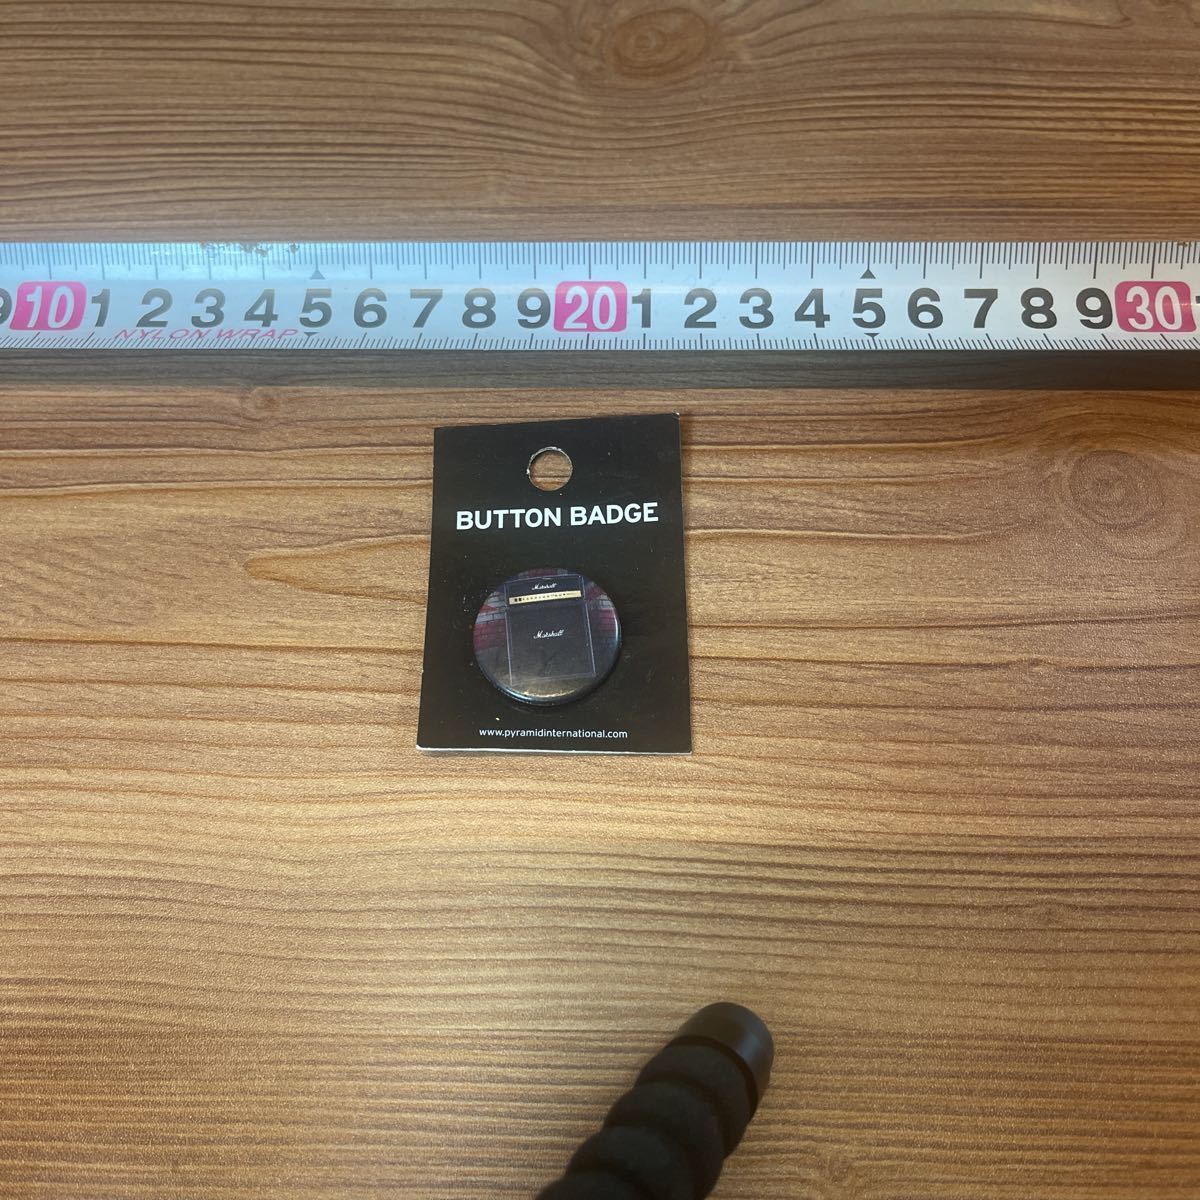 9 10 1 2 3 4 5 6 7 8 9 20 1 2 3 4 5 6 7 8 9 30
NYLON WRAP
BUTTON BADGE
Marshall
Marshall
www.pyramidinternational.com